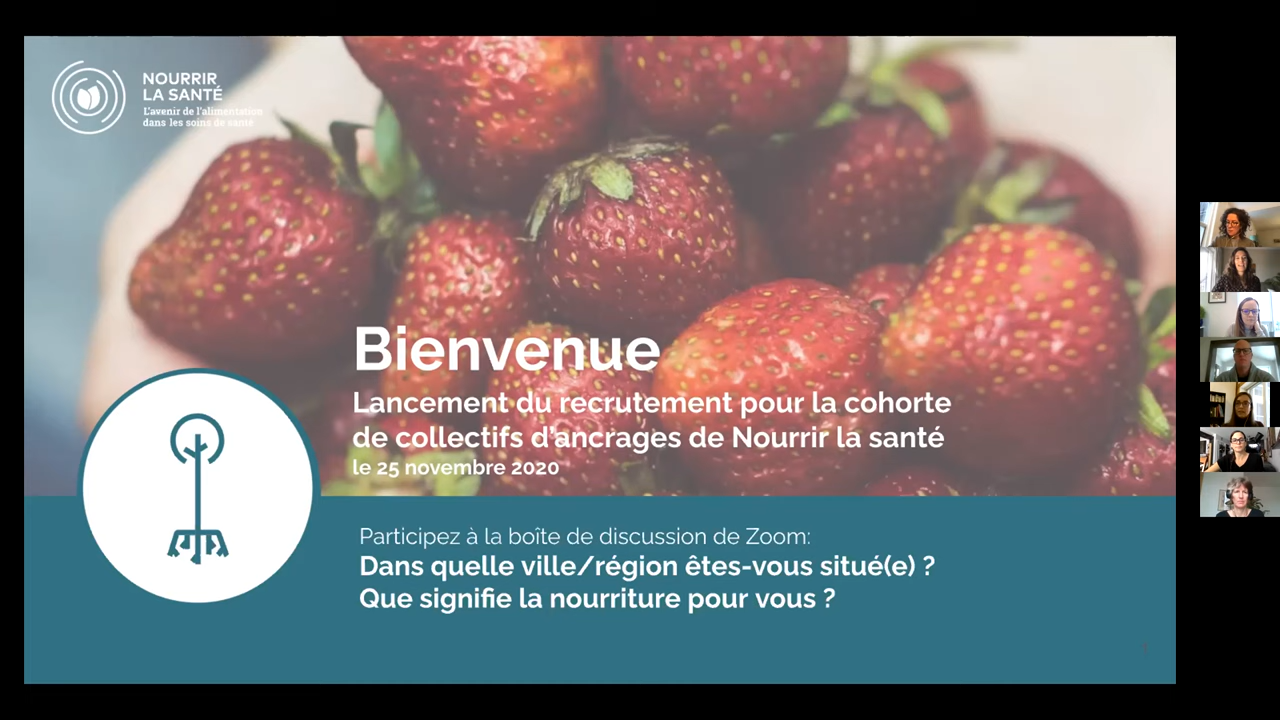 NOURRIR
LA SANTÉ
L'avenir de l'alimentation
dans les soins de santé
Bienvenue
Lancement du recrutement pour la cohorte
de collectifs d'ancrages de Nourrir la santé
le 25 novembre 2020
Participez à la boîte de discussion de Zoom:
Dans quelle ville/région êtes-vous situé(e) ?
Que signifie la nourriture pour vous ?